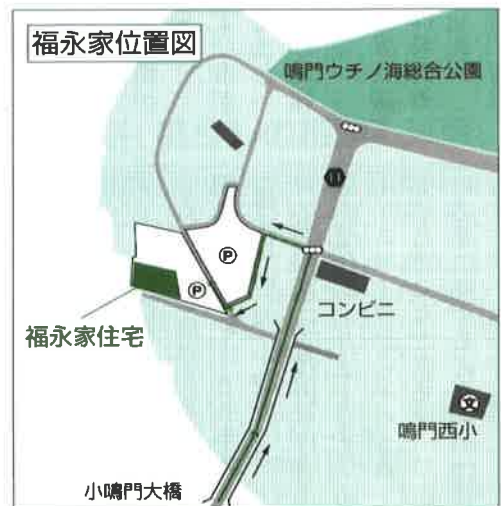 福永家位置図
鳴門ウチノ海総合公園
11
P
P
コンビニ
福永家住宅
文
鳴門西小
小鳴門大橋